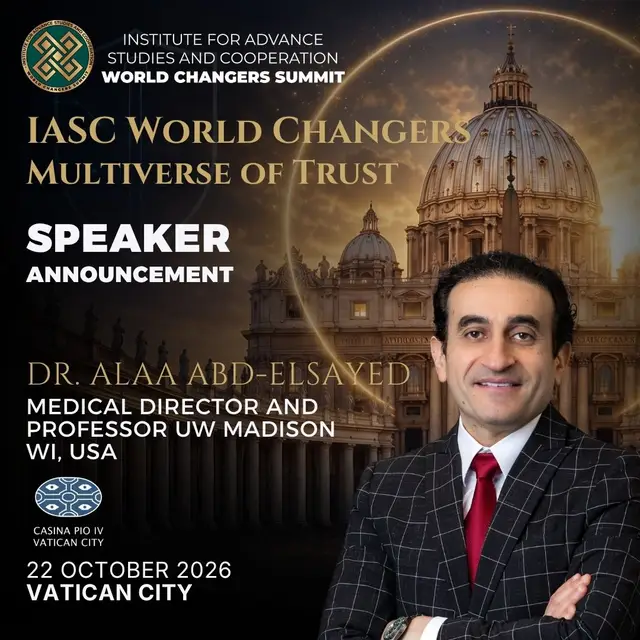 INSTITUTE FOR ADVANCE
STUDIES AND COOPERATION
WORLD CHANGERS SUMMIT
IASC WORLD CHANGERS
MULTIVERSE OF TRUST
SPEAKER
ANNOUNCEMENT
DR. ALAA ABD-ELSAYED
MEDICAL DIRECTOR AND
PROFESSOR UW MADISON
WI, USA
CASINA PIO IV
VATICAN CITY
22 OCTOBER 2026
VATICAN CITY